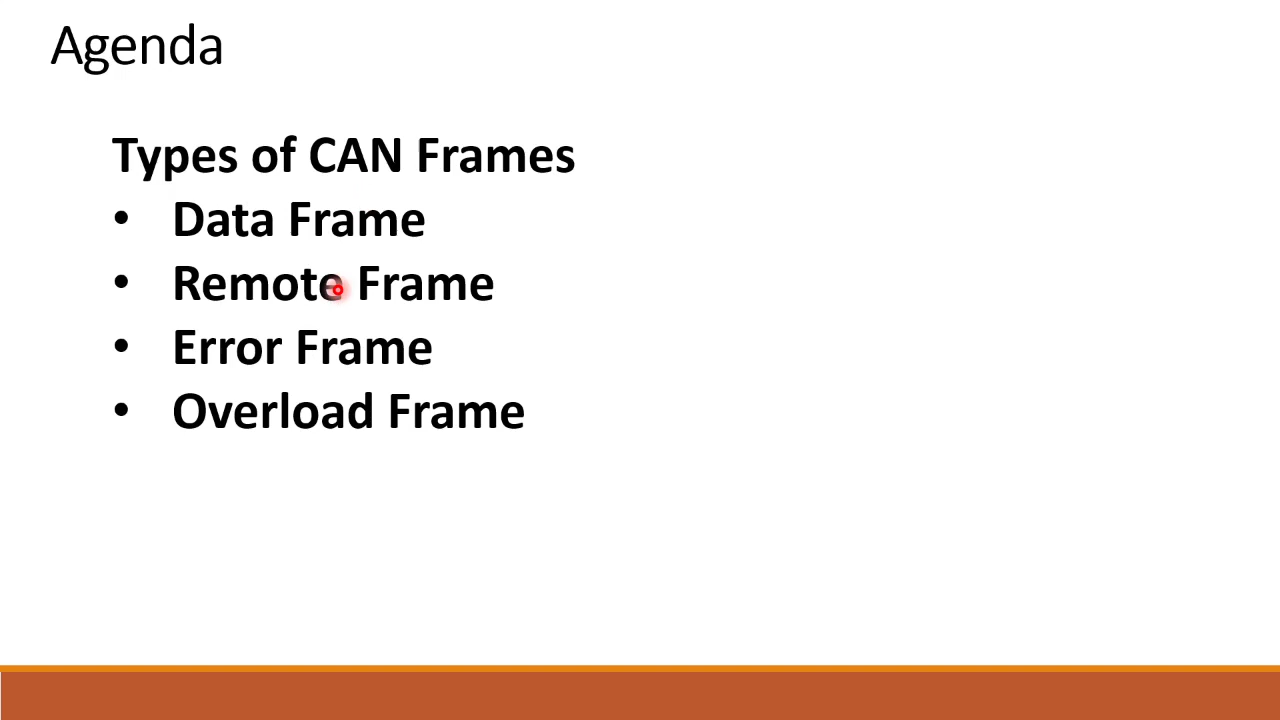 Agenda
Types of CAN Frames
• Data Frame
• Remote Frame
• Error Frame
• Overload Frame